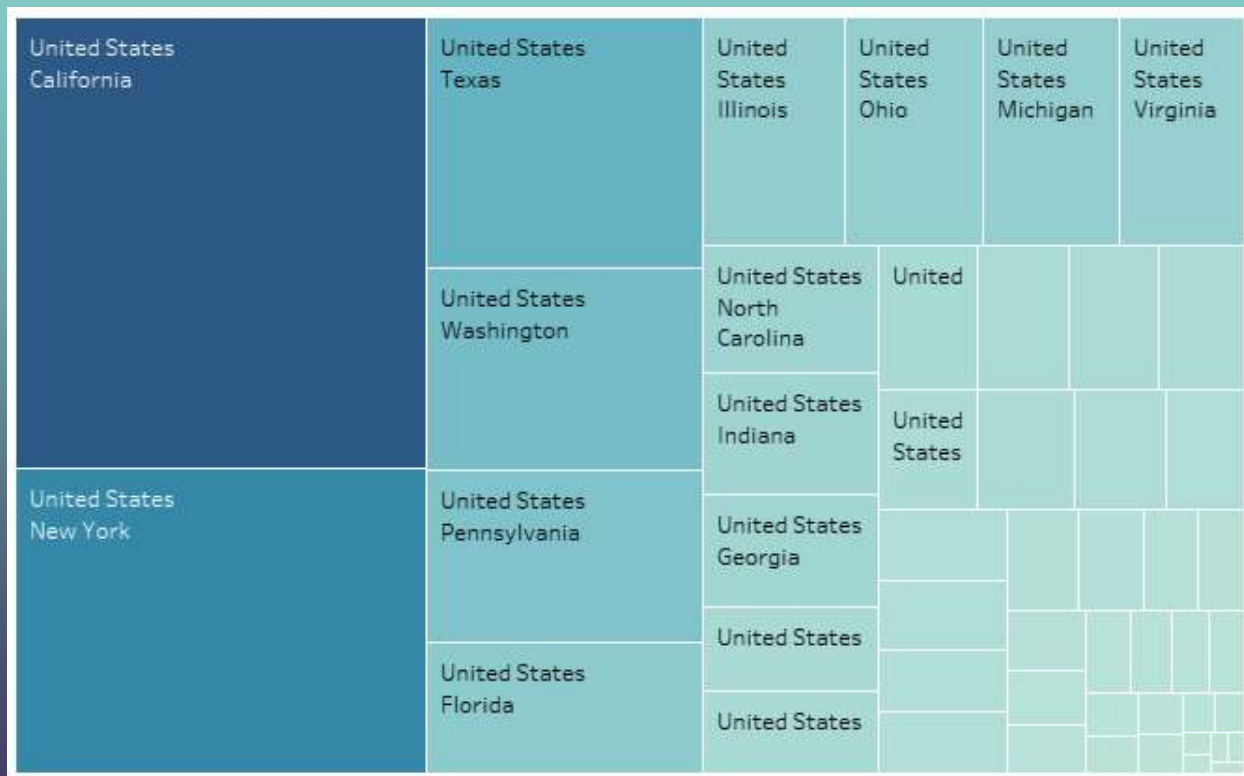 United States
California
United States
New York
United States
Texas
United States
Washington
United States
Pennsylvania
United States
Florida
United
States
Illinois
United
States
Ohio
United
States
Michigan
United
States
Virginia
United States
North
Carolina
United States
Indiana
United States
Georgia
United States
United States
United
United
States